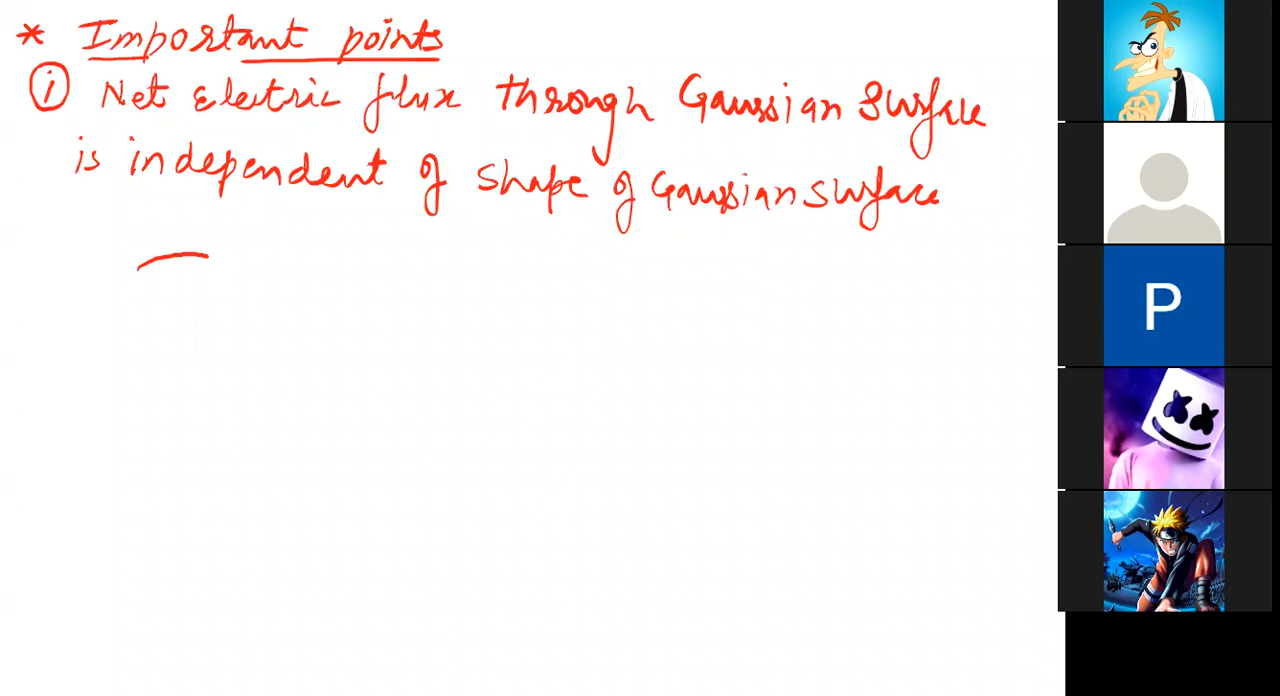 * Important points
i Net Electric flux through Gaussian Surface
is independent of shape of Gaussian surface
P